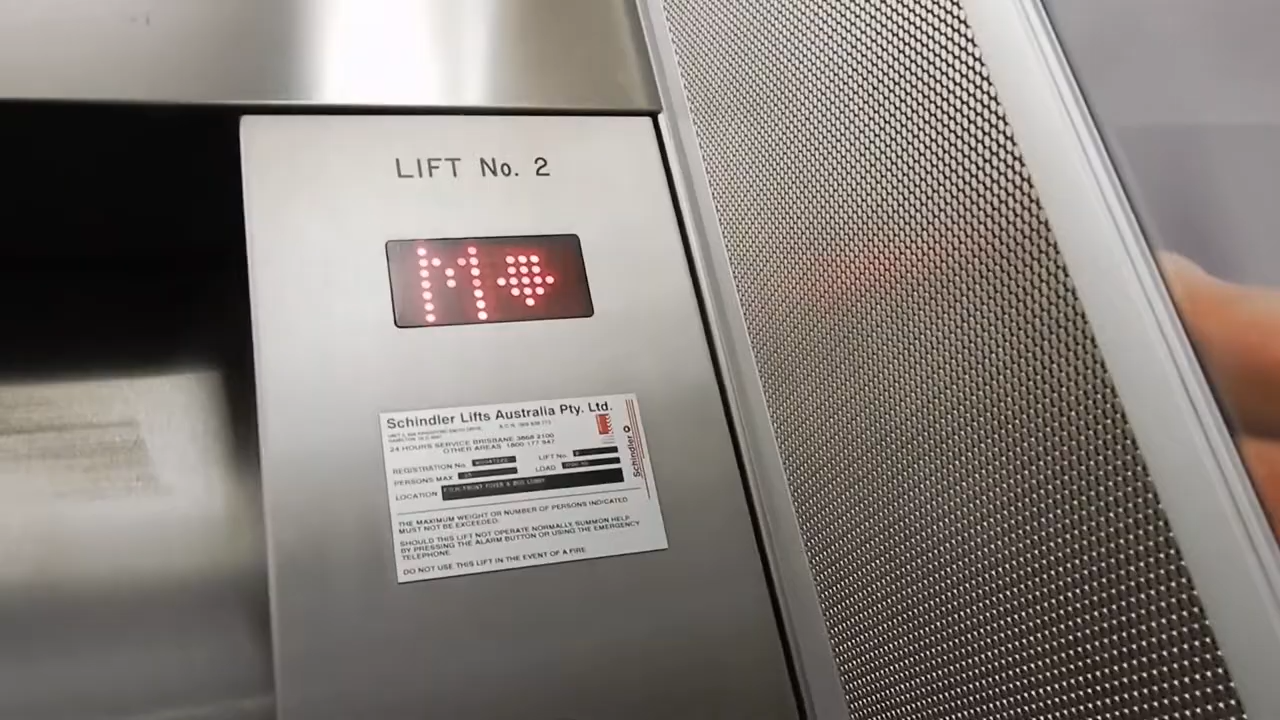 LIFT No. 2
M
Schindler Lifts Australia Pty. Ltd.
24 HOURS SERVICE BRISBANE 3868 2100
OTHER AREAS 1800 177 947
REGISTRATION No. LIFT No. 2
PERSONS MAX LOAD
LOCATION
Schindler
THE MAXIMUM WEIGHT OR NUMBER OF PERSONS INDICATED
MUST NOT BE EXCEEDED.
SHOULD THIS LIFT NOT OPERATE NORMALLY, SUMMON HELP
BY PRESSING THE ALARM BUTTON OR USING THE EMERGENCY
TELEPHONE.
DO NOT USE THIS LIFT IN THE EVENT OF A FIRE